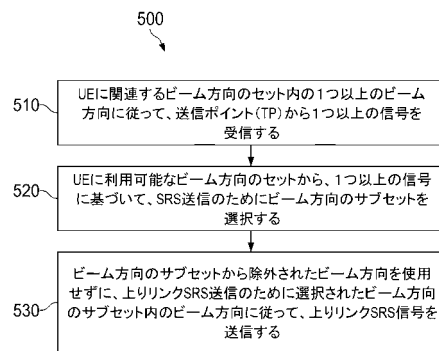 500
510
UEに関連するビーム方向のセット内の1つ以上のビーム
方向に従って、送信ポイント(TP)から1つ以上の信号を
受信する
520
UEに利用可能なビーム方向のセットから、1つ以上の信号
に基づいて、SRS送信のためにビーム方向のサブセットを
選択する
530
ビーム方向のサブセットから除外されたビーム方向を使用
せずに、上りリンクSRS送信のために選択されたビーム方向
のサブセット内のビーム方向に従って、上りリンクSRS信号を
送信する